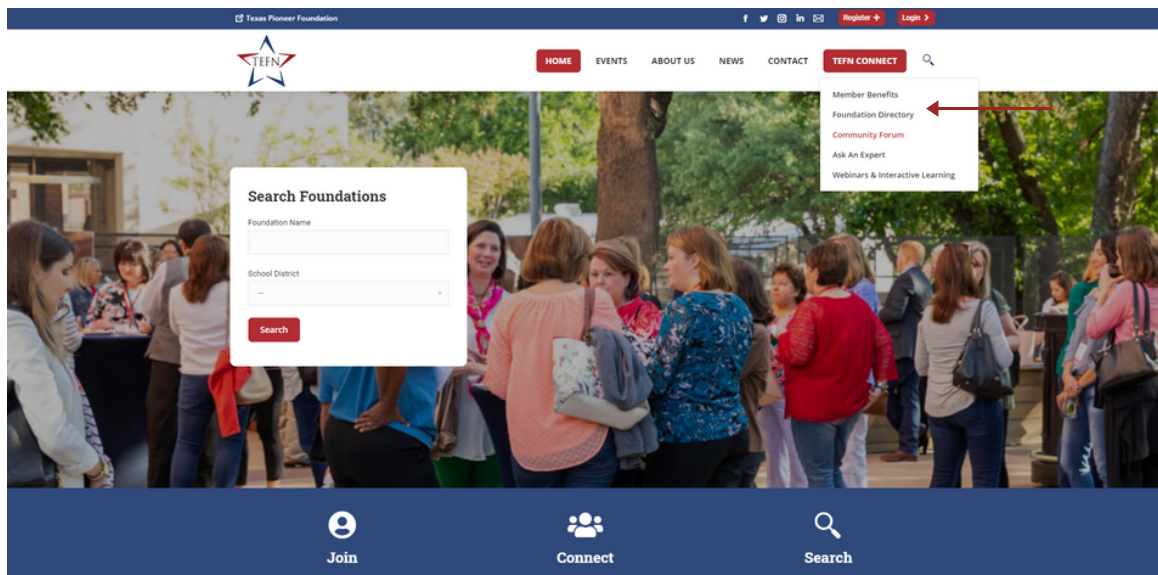 Texas Pioneer Foundation
Register +
Login >
TEFN
HOME
EVENTS
ABOUT US
NEWS
CONTACT
TEFN CONNECT
Member Benefits
Foundation Directory
Community Forum
Ask An Expert
Webinars & Interactive Learning
Search Foundations
Foundation Name
School District
--
Search
Join
Connect
Search